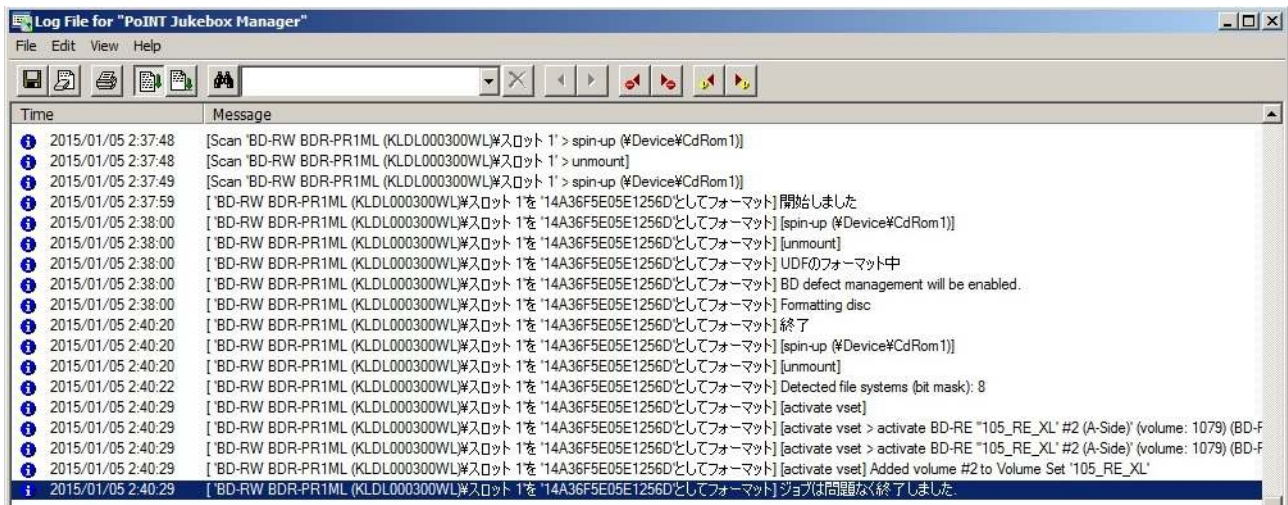 Log File for "PoINT Jukebox Manager"
File Edit View Help
Time Message
2015/01/05 2:37:48 [Scan 'BD-RW BDR-PR1ML (KLDL000300WL)¥スロット 1' > spin-up (¥Device¥CdRom1)]
2015/01/05 2:37:48 [Scan 'BD-RW BDR-PR1ML (KLDL000300WL)¥スロット 1' > unmount]
2015/01/05 2:37:49 [Scan 'BD-RW BDR-PR1ML (KLDL000300WL)¥スロット 1' > spin-up (¥Device¥CdRom1)]
2015/01/05 2:37:59 [ 'BD-RW BDR-PR1ML (KLDL000300WL)¥スロット 1'を '14A36F5E05E1256D'としてフォーマット] 開始しました
2015/01/05 2:38:00 [ 'BD-RW BDR-PR1ML (KLDL000300WL)¥スロット 1'を '14A36F5E05E1256D'としてフォーマット] [spin-up (¥Device¥CdRom1)]
2015/01/05 2:38:00 [ 'BD-RW BDR-PR1ML (KLDL000300WL)¥スロット 1'を '14A36F5E05E1256D'としてフォーマット] [unmount]
2015/01/05 2:38:00 [ 'BD-RW BDR-PR1ML (KLDL000300WL)¥スロット 1'を '14A36F5E05E1256D'としてフォーマット] UDFのフォーマット中
2015/01/05 2:38:00 [ 'BD-RW BDR-PR1ML (KLDL000300WL)¥スロット 1'を '14A36F5E05E1256D'としてフォーマット] BD defect management will be enabled.
2015/01/05 2:38:00 [ 'BD-RW BDR-PR1ML (KLDL000300WL)¥スロット 1'を '14A36F5E05E1256D'としてフォーマット] Formatting disc
2015/01/05 2:40:20 [ 'BD-RW BDR-PR1ML (KLDL000300WL)¥スロット 1'を '14A36F5E05E1256D'としてフォーマット] 終了
2015/01/05 2:40:20 [ 'BD-RW BDR-PR1ML (KLDL000300WL)¥スロット 1'を '14A36F5E05E1256D'としてフォーマット] [spin-up (¥Device¥CdRom1)]
2015/01/05 2:40:20 [ 'BD-RW BDR-PR1ML (KLDL000300WL)¥スロット 1'を '14A36F5E05E1256D'としてフォーマット] [unmount]
2015/01/05 2:40:22 [ 'BD-RW BDR-PR1ML (KLDL000300WL)¥スロット 1'を '14A36F5E05E1256D'としてフォーマット] Detected file systems (bit mask): 8
2015/01/05 2:40:29 [ 'BD-RW BDR-PR1ML (KLDL000300WL)¥スロット 1'を '14A36F5E05E1256D'としてフォーマット] [activate vset]
2015/01/05 2:40:29 [ 'BD-RW BDR-PR1ML (KLDL000300WL)¥スロット 1'を '14A36F5E05E1256D'としてフォーマット] [activate vset > activate BD-RE "105_RE_XL' #2 (A-Side)' (volume: 1079) (BD-F
2015/01/05 2:40:29 [ 'BD-RW BDR-PR1ML (KLDL000300WL)¥スロット 1'を '14A36F5E05E1256D'としてフォーマット] [activate vset > activate BD-RE "105_RE_XL' #2 (A-Side)' (volume: 1079) (BD-F
2015/01/05 2:40:29 [ 'BD-RW BDR-PR1ML (KLDL000300WL)¥スロット 1'を '14A36F5E05E1256D'としてフォーマット] [activate vset] Added volume #2 to Volume Set '105_RE_XL'
2015/01/05 2:40:29 [ 'BD-RW BDR-PR1ML (KLDL000300WL)¥スロット 1'を '14A36F5E05E1256D'としてフォーマット] ジョブは問題なく終了しました.